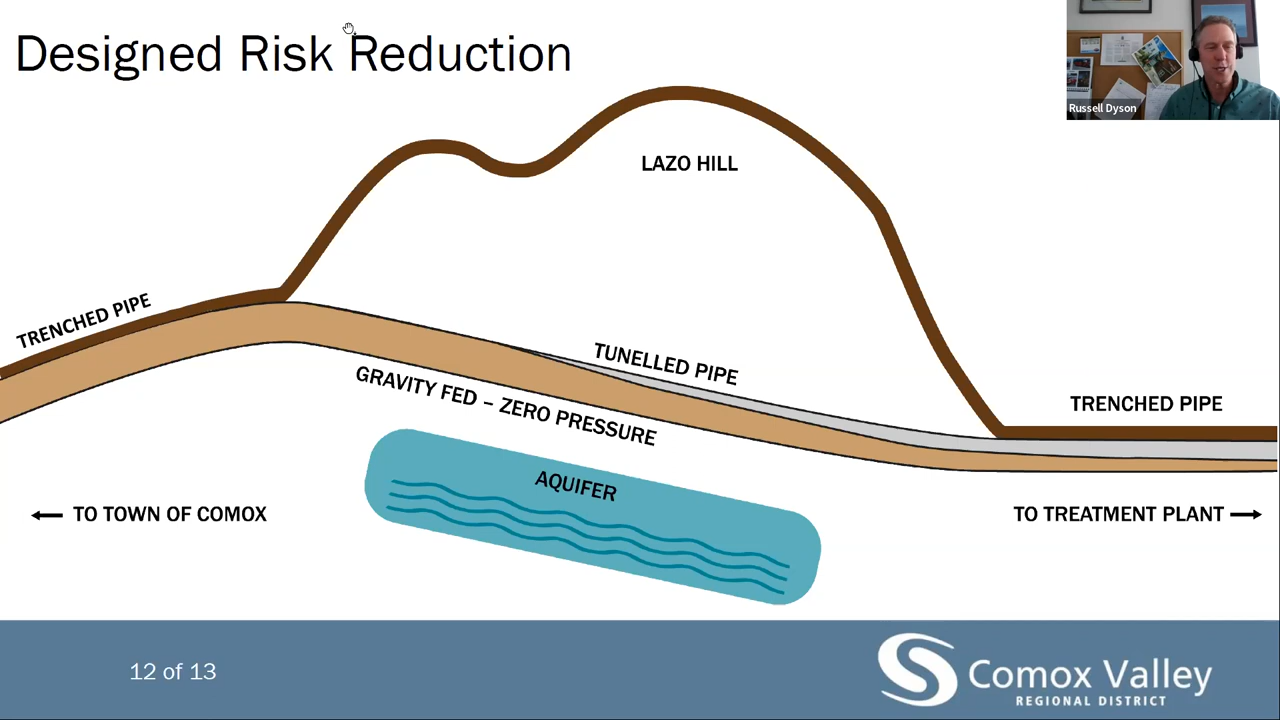 Designed Risk Reduction
Russell Dyson
LAZO HILL
TRENCHED PIPE
TUNELLED PIPE
GRAVITY FED – ZERO PRESSURE
TRENCHED PIPE
AQUIFER
← TO TOWN OF COMOX
TO TREATMENT PLANT →
12 of 13
Comox Valley
REGIONAL DISTRICT